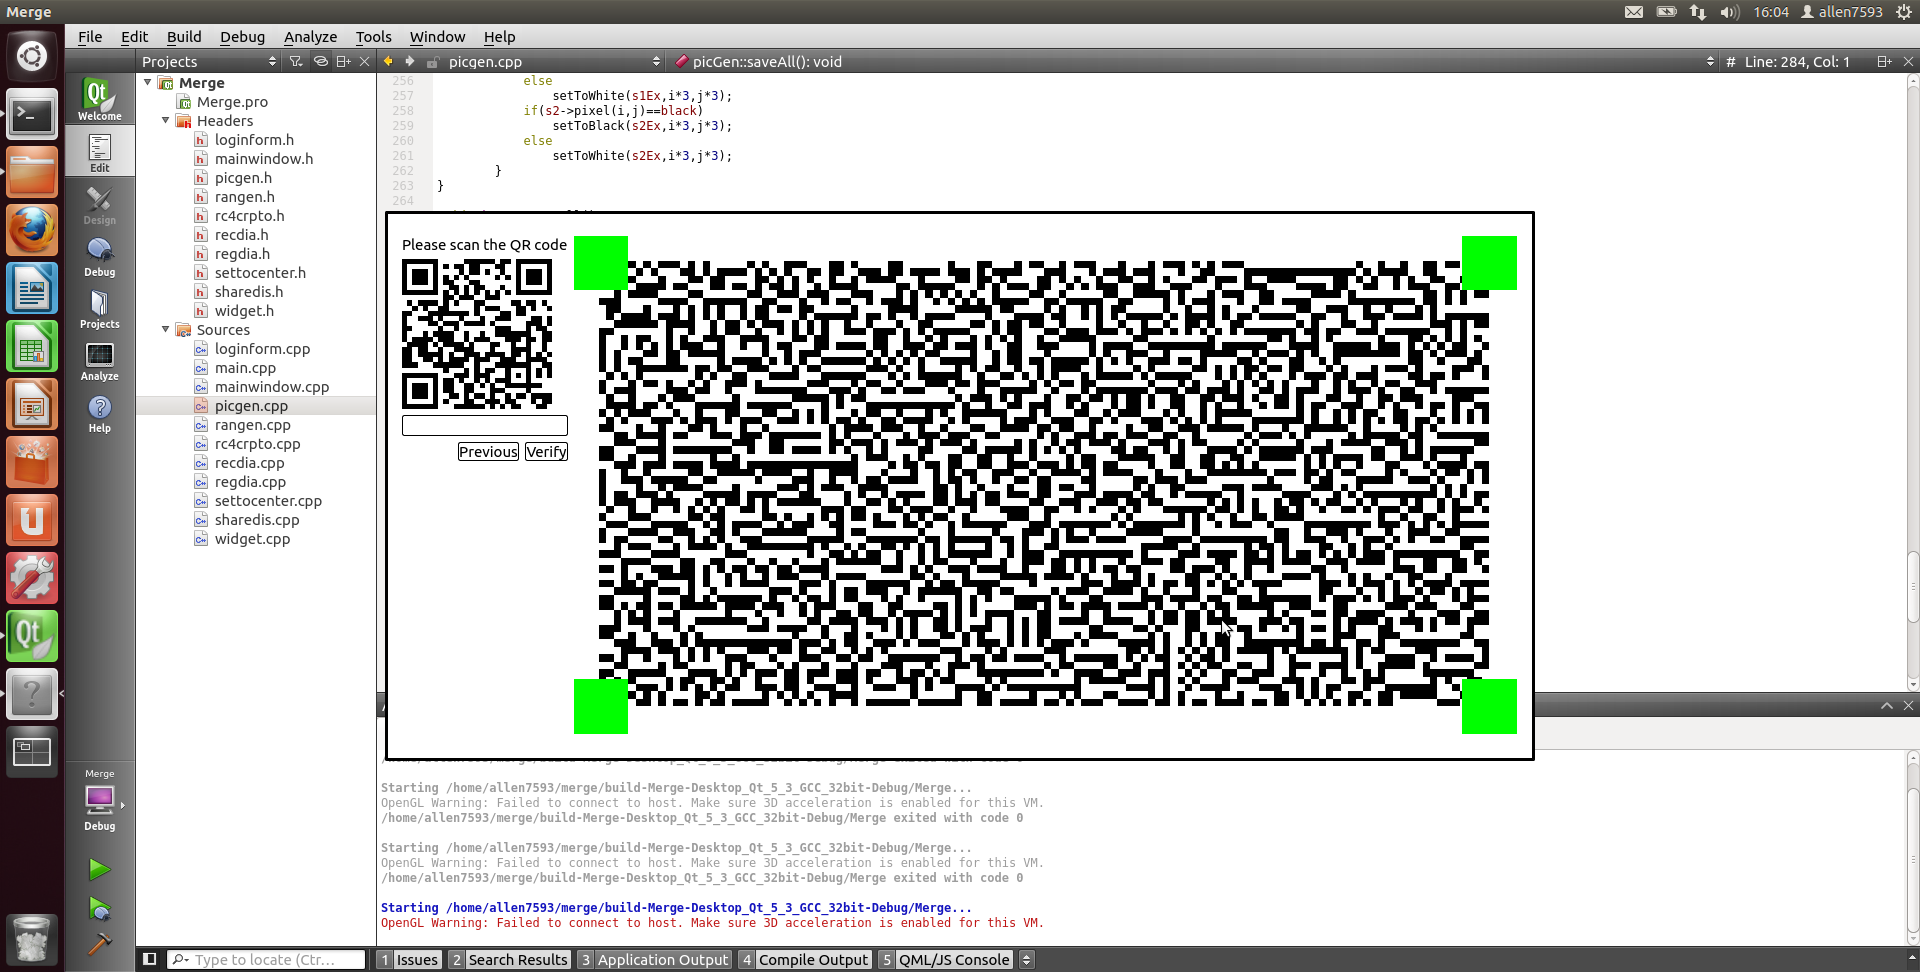 Merge
16:04 allen7593
File Edit Build Debug Analyze Tools Window Help
Projects
picgen.cpp
picGen::saveAll(): void
# Line: 284, Col: 1
Welcome
Edit
Design
Debug
Projects
Analyze
Help
Merge
Debug
Merge
Merge.pro
Headers
loginform.h
mainwindow.h
picgen.h
rangen.h
rc4crpto.h
recdia.h
regdia.h
settocenter.h
sharedis.h
widget.h
Sources
loginform.cpp
main.cpp
mainwindow.cpp
picgen.cpp
rangen.cpp
rc4crpto.cpp
recdia.cpp
regdia.cpp
settocenter.cpp
sharedis.cpp
widget.cpp
256 else
257 setToWhite(s1Ex,i*3,j*3);
258 if(s2->pixel(i,j)==black)
259 setToBlack(s2Ex,i*3,j*3);
260 else
261 setToWhite(s2Ex,i*3,j*3);
262 }
263 }
264
Please scan the QR code
Previous Verify
Starting /home/allen7593/merge/build-Merge-Desktop_Qt_5_3_GCC_32bit-Debug/Merge...
OpenGL Warning: Failed to connect to host. Make sure 3D acceleration is enabled for this VM.
/home/allen7593/merge/build-Merge-Desktop_Qt_5_3_GCC_32bit-Debug/Merge exited with code 0
Starting /home/allen7593/merge/build-Merge-Desktop_Qt_5_3_GCC_32bit-Debug/Merge...
OpenGL Warning: Failed to connect to host. Make sure 3D acceleration is enabled for this VM.
/home/allen7593/merge/build-Merge-Desktop_Qt_5_3_GCC_32bit-Debug/Merge exited with code 0
Starting /home/allen7593/merge/build-Merge-Desktop_Qt_5_3_GCC_32bit-Debug/Merge...
OpenGL Warning: Failed to connect to host. Make sure 3D acceleration is enabled for this VM.
Type to locate (Ctr...
1 Issues 2 Search Results 3 Application Output 4 Compile Output 5 QML/JS Console